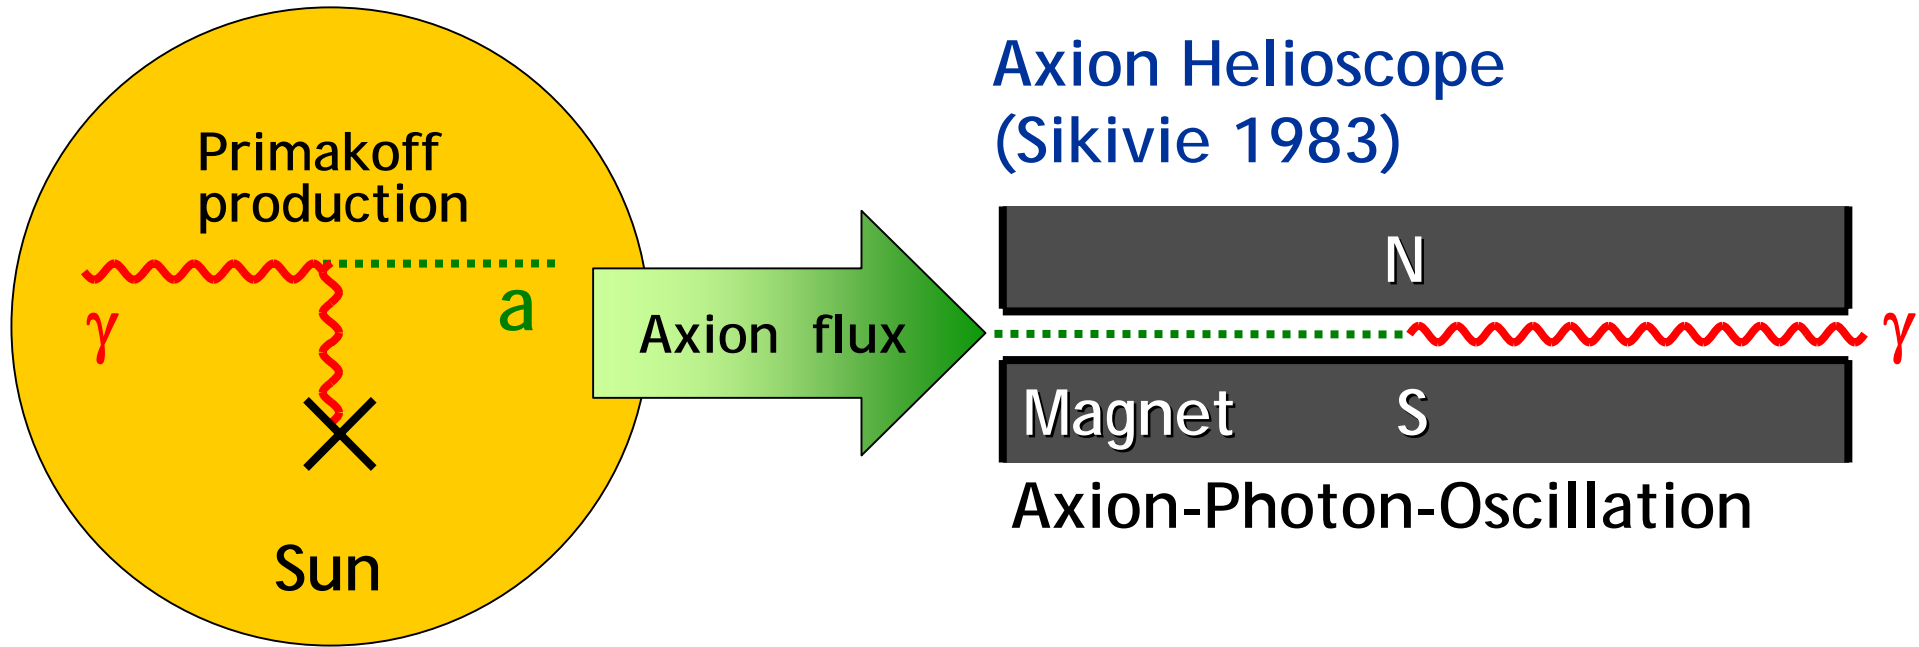 Primakoff
production
γ
a
Sun
Axion flux
Axion Helioscope
(Sikivie 1983)
N
γ
Magnet S
Axion-Photon-Oscillation